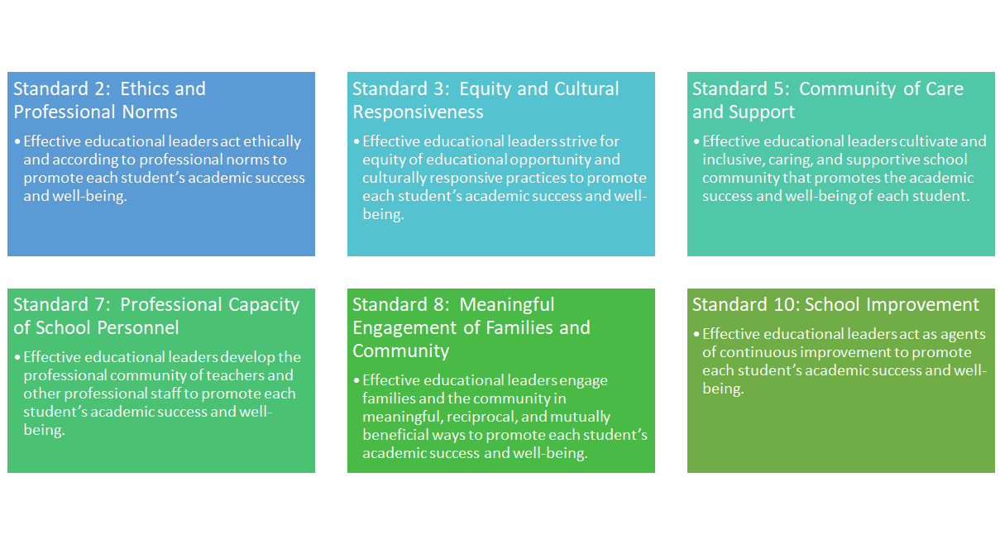 Standard 2:  Ethics and
Professional Norms
• Effective educational leaders act ethically
and according to professional norms to
promote each student’s academic success
and well-being.
Standard 3:  Equity and Cultural
Responsiveness
• Effective educational leaders strive for
equity of educational opportunity and
culturally responsive practices to promote
each student’s academic success and well-
being.
Standard 5:  Community of Care
and Support
• Effective educational leaders cultivate and
inclusive, caring, and supportive school
community that promotes the academic
success and well-being of each student.
Standard 7:  Professional Capacity
of School Personnel
• Effective educational leaders develop the
professional community of teachers and
other professional staff to promote each
student’s academic success and well-
being.
Standard 8:  Meaningful
Engagement of Families and
Community
• Effective educational leaders engage
families and the community in
meaningful, reciprocal, and mutually
beneficial ways to promote each student’s
academic success and well-being.
Standard 10: School Improvement
• Effective educational leaders act as agents
of continuous improvement to promote
each student’s academic success and well-
being.